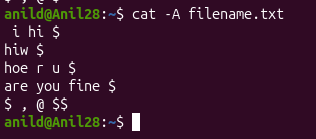 $ , @ $$
anild@Anil28:~$ cat -A filename.txt
 i hi $
hiw $
hoe r u $
are you fine $
$ , @ $$
anild@Anil28:~$